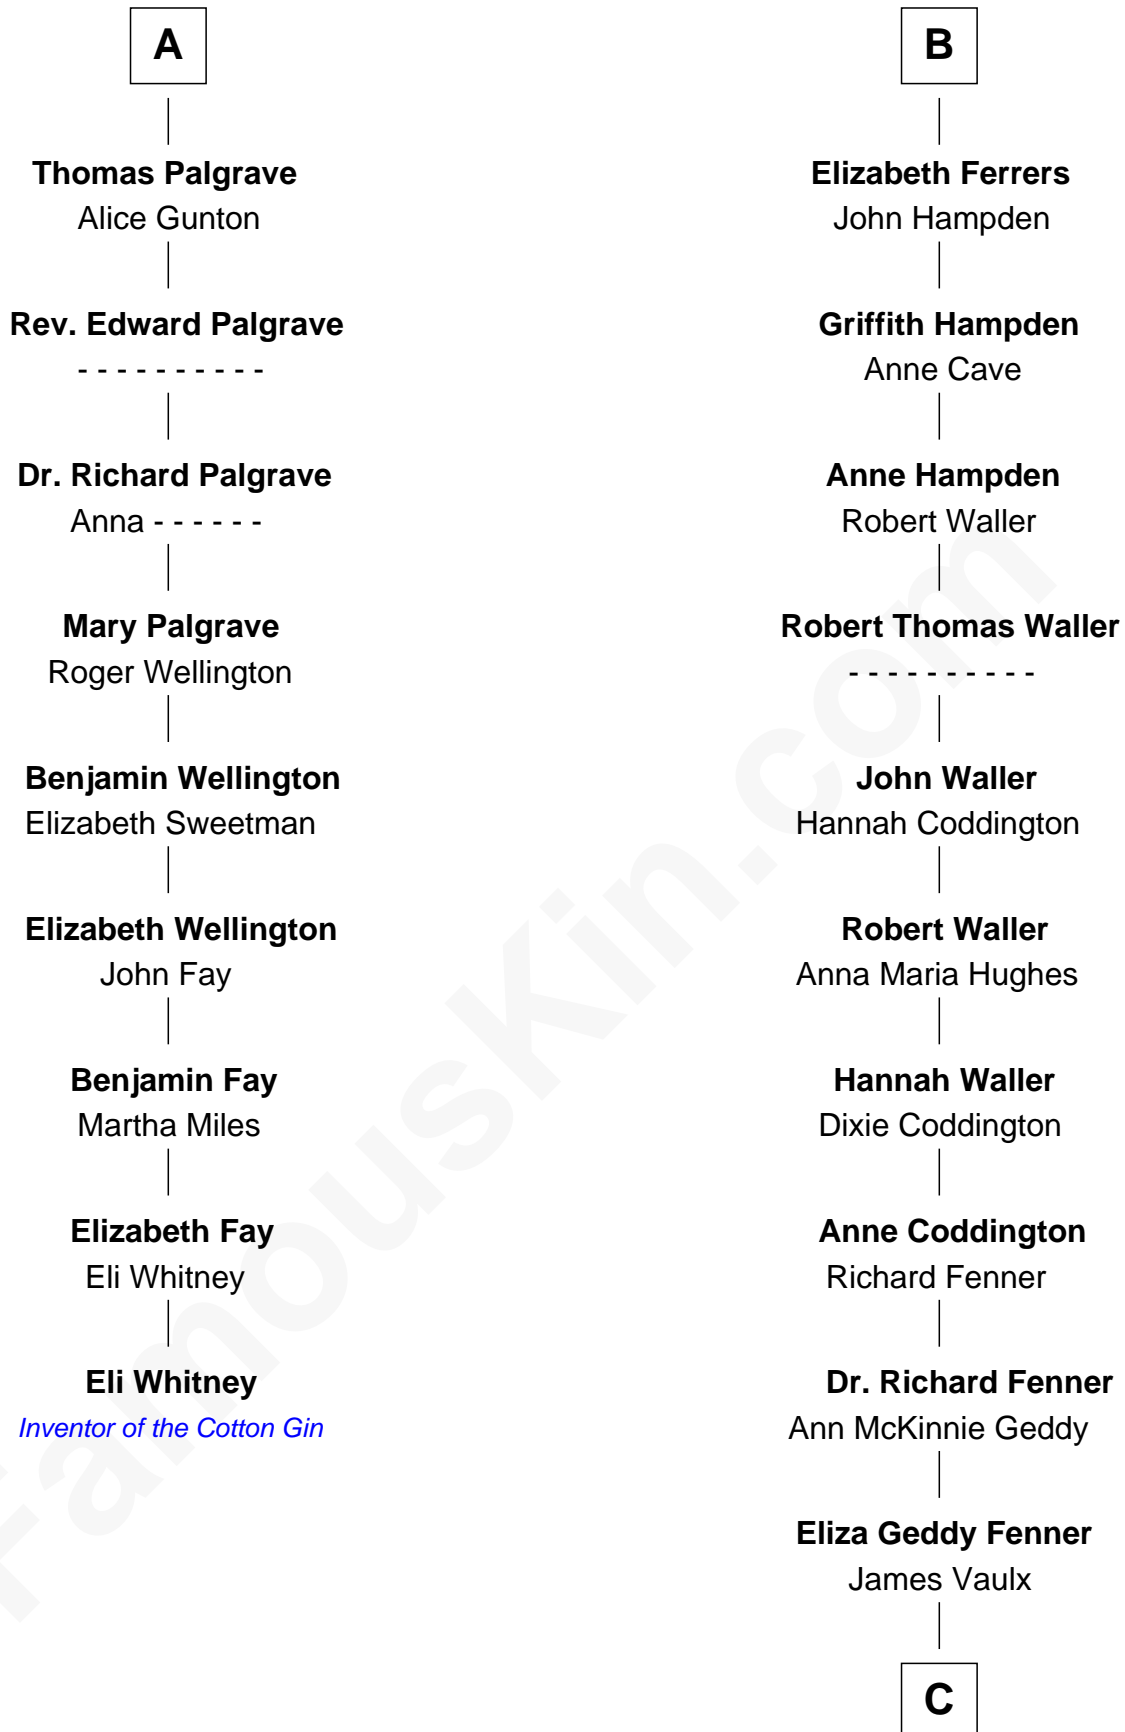 A
Thomas Palgrave
Alice Gunton
Rev. Edward Palgrave
- - - - - - - - - -
Dr. Richard Palgrave
Anna - - - - - -
Mary Palgrave
Roger Wellington
Benjamin Wellington
Elizabeth Sweetman
Elizabeth Wellington
John Fay
Benjamin Fay
Martha Miles
Elizabeth Fay
Eli Whitney
Eli Whitney
Inventor of the Cotton Gin
B
Elizabeth Ferrers
John Hampden
Griffith Hampden
Anne Cave
Anne Hampden
Robert Waller
Robert Thomas Waller
- - - - - - - - - -
John Waller
Hannah Coddington
Robert Waller
Anna Maria Hughes
Hannah Waller
Dixie Coddington
Anne Coddington
Richard Fenner
Dr. Richard Fenner
Ann McKinnie Geddy
Eliza Geddy Fenner
James Vaulx
C
FamousKin.com